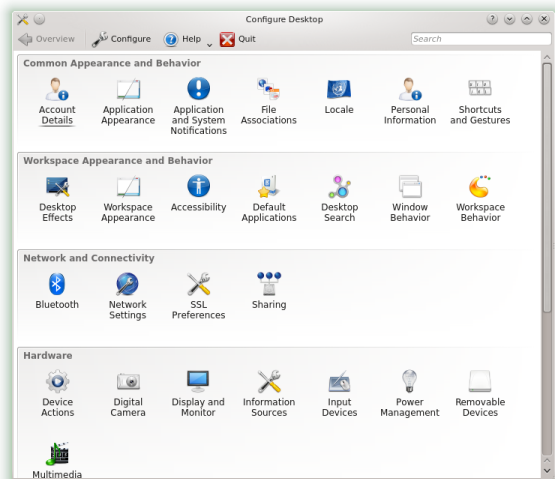 Configure Desktop
Overview Configure Help Quit Search
Common Appearance and Behavior
Account Details
Application Appearance
Application and System Notifications
File Associations
Locale
Personal Information
Shortcuts and Gestures
Workspace Appearance and Behavior
Desktop Effects
Workspace Appearance
Accessibility
Default Applications
Desktop Search
Window Behavior
Workspace Behavior
Network and Connectivity
Bluetooth
Network Settings
SSL Preferences
Sharing
Hardware
Device Actions
Digital Camera
Display and Monitor
Information Sources
Input Devices
Power Management
Removable Devices
Multimedia